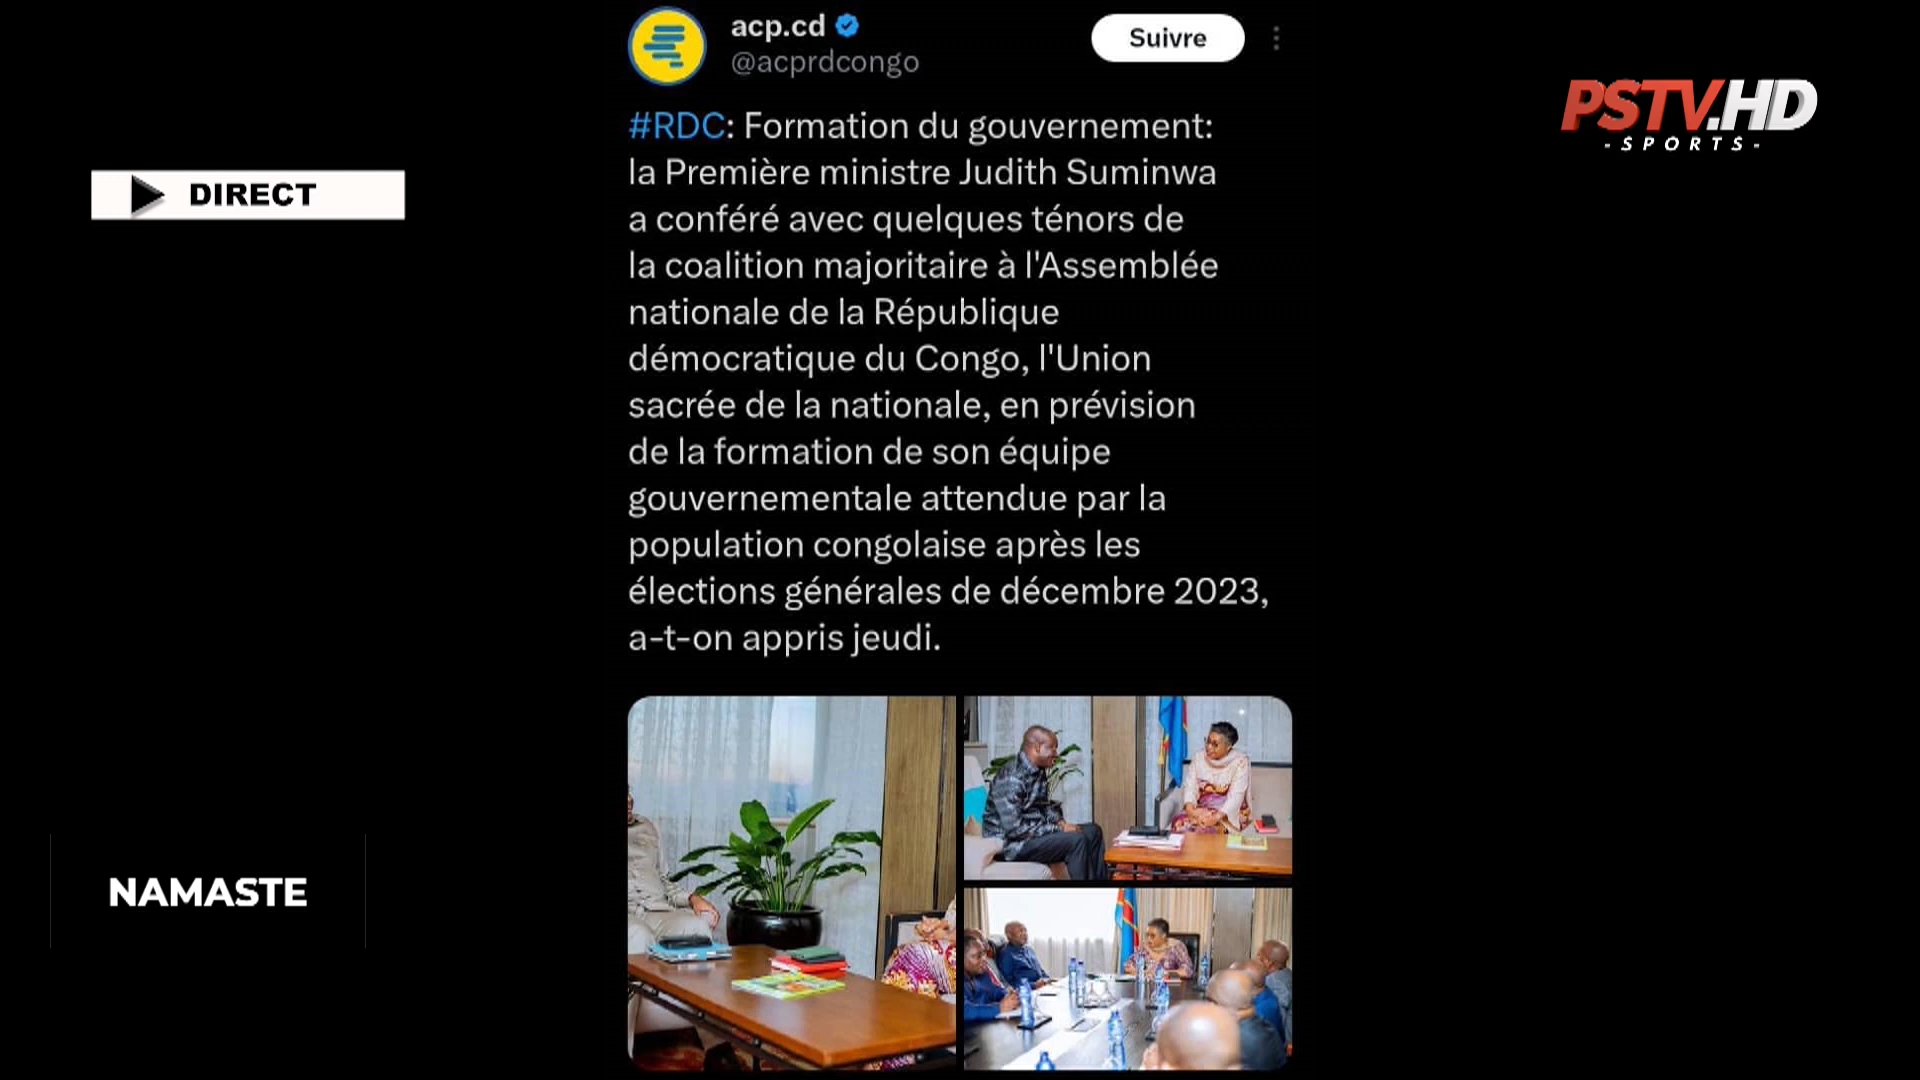 acp.cd
@acprdcongo
Suivre
PSTV.HD
-SPORTS-
DIRECT
#RDC: Formation du gouvernement:
la Première ministre Judith Suminwa
a conféré avec quelques ténors de
la coalition majoritaire à l'Assemblée
nationale de la République
démocratique du Congo, l'Union
sacrée de la nationale, en prévision
de la formation de son équipe
gouvernementale attendue par la
population congolaise après les
élections générales de décembre 2023,
a-t-on appris jeudi.
NAMASTE